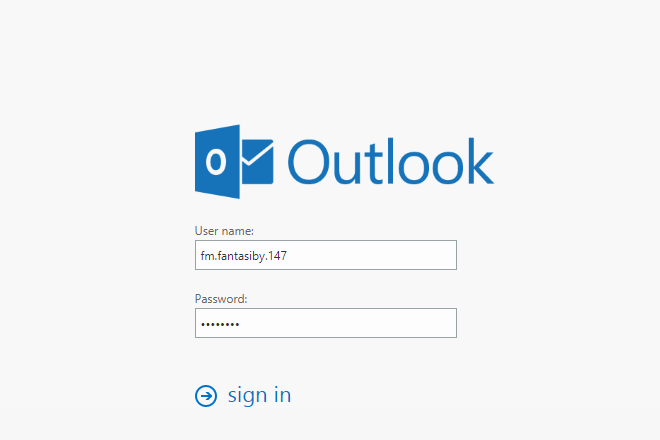 Outlook
User name:
fm.fantasiby.147
Password:
••••••••
sign in